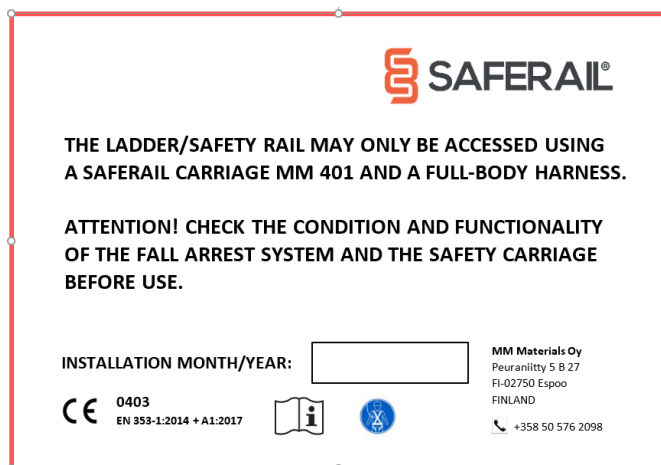 SAFERAIL®
THE LADDER/SAFETY RAIL MAY ONLY BE ACCESSED USING
A SAFERAIL CARRIAGE MM 401 AND A FULL-BODY HARNESS.
ATTENTION! CHECK THE CONDITION AND FUNCTIONALITY
OF THE FALL ARREST SYSTEM AND THE SAFETY CARRIAGE
BEFORE USE.
INSTALLATION MONTH/YEAR:
CE 0403
EN 353-1:2014 + A1:2017
i
MM Materials Oy
Peuraniitty 5 B 27
FI-02750 Espoo
FINLAND
+358 50 576 2098